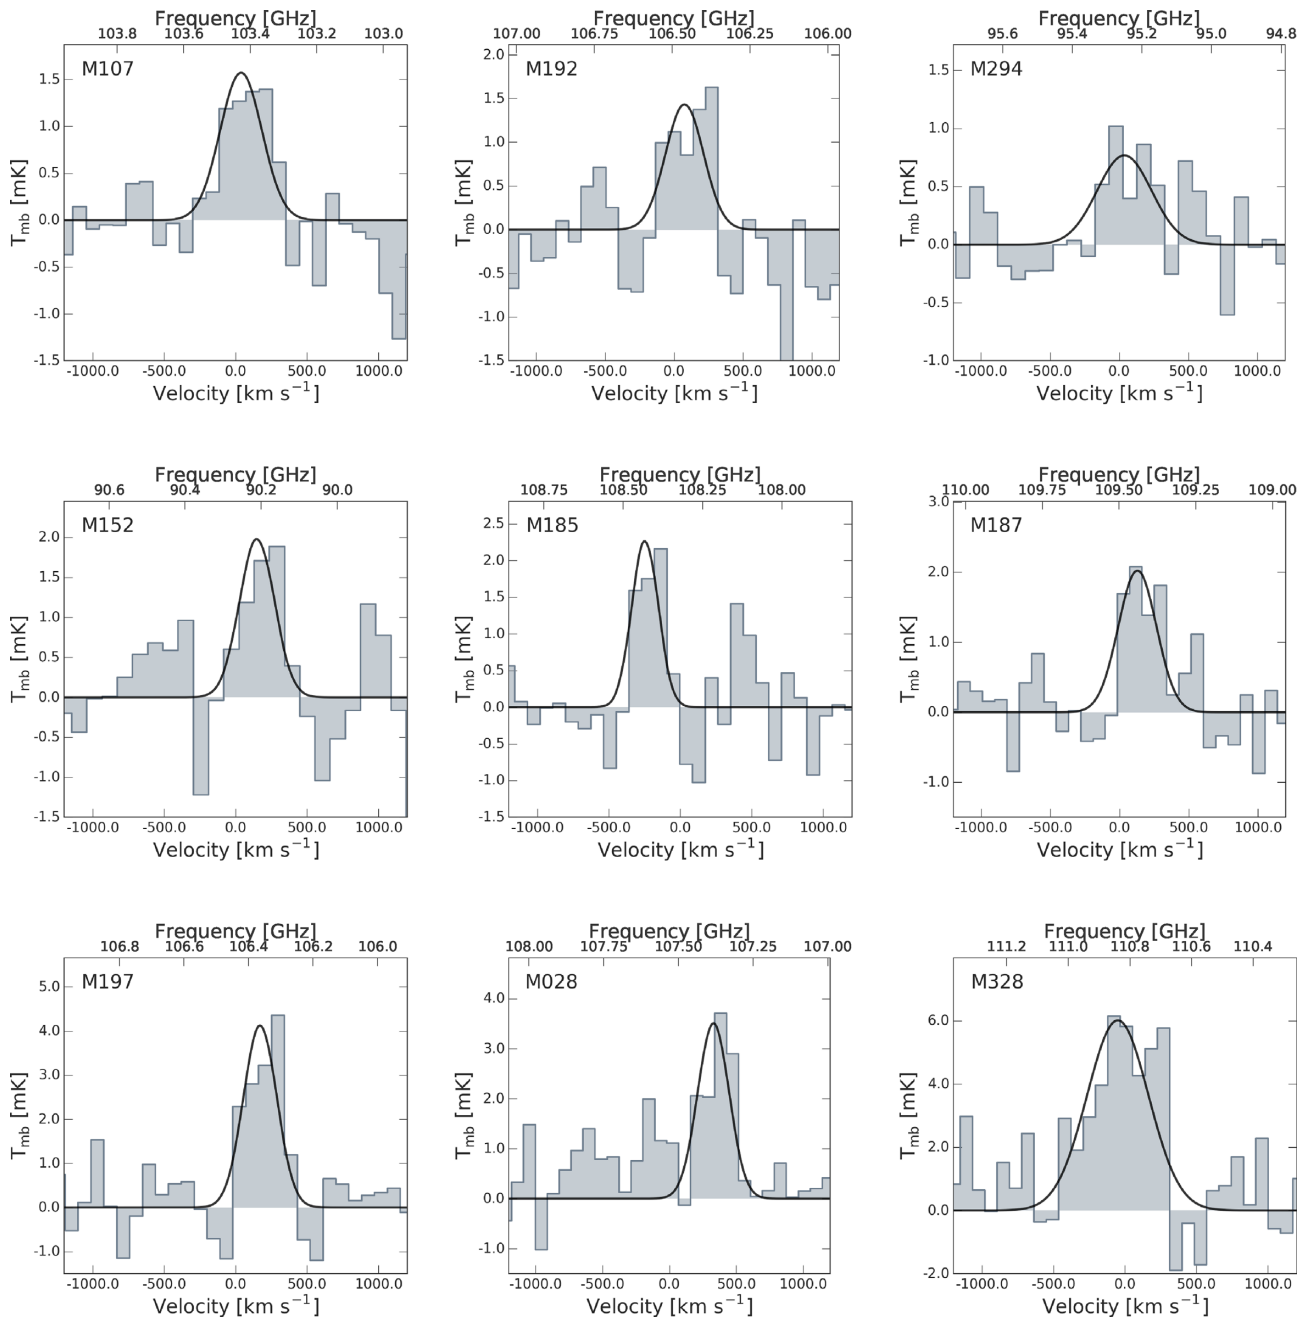 Frequency [GHz] Frequency [GHz] Frequency [GHz]
103.8 103.6 103.4 103.2 103.0 107.00 106.75 106.50 106.25 106.00 95.6 95.4 95.2 95.0 94.8
M107 M192 M294
1.5 1.0 0.5 0.0 -0.5 -1.0 -1.5
2.0 1.5 1.0 0.5 0.0 -0.5 -1.0 -1.5
1.5 1.0 0.5 0.0 -0.5 -1.0
Tmb [mK] Tmb [mK] Tmb [mK]
-1000.0 -500.0 0.0 500.0 1000.0 -1000.0 -500.0 0.0 500.0 1000.0 -1000.0 -500.0 0.0 500.0 1000.0
Velocity [km s−1] Velocity [km s−1] Velocity [km s−1]
Frequency [GHz] Frequency [GHz] Frequency [GHz]
90.6 90.4 90.2 90.0 108.75 108.50 108.25 108.00 110.00 109.75 109.50 109.25 109.00
M152 M185 M187
2.0 1.5 1.0 0.5 0.0 -0.5 -1.0 -1.5
2.5 2.0 1.5 1.0 0.5 0.0 -0.5 -1.0 -1.5
3.0 2.0 1.0 0.0 -1.0
Tmb [mK] Tmb [mK] Tmb [mK]
-1000.0 -500.0 0.0 500.0 1000.0 -1000.0 -500.0 0.0 500.0 1000.0 -1000.0 -500.0 0.0 500.0 1000.0
Velocity [km s−1] Velocity [km s−1] Velocity [km s−1]
Frequency [GHz] Frequency [GHz] Frequency [GHz]
106.8 106.6 106.4 106.2 106.0 108.00 107.75 107.50 107.25 107.00 111.2 111.0 110.8 110.6 110.4
M197 M028 M328
5.0 4.0 3.0 2.0 1.0 0.0 -1.0
4.0 3.0 2.0 1.0 0.0 -1.0
6.0 4.0 2.0 0.0 -2.0
Tmb [mK] Tmb [mK] Tmb [mK]
-1000.0 -500.0 0.0 500.0 1000.0 -1000.0 -500.0 0.0 500.0 1000.0 -1000.0 -500.0 0.0 500.0 1000.0
Velocity [km s−1] Velocity [km s−1] Velocity [km s−1]